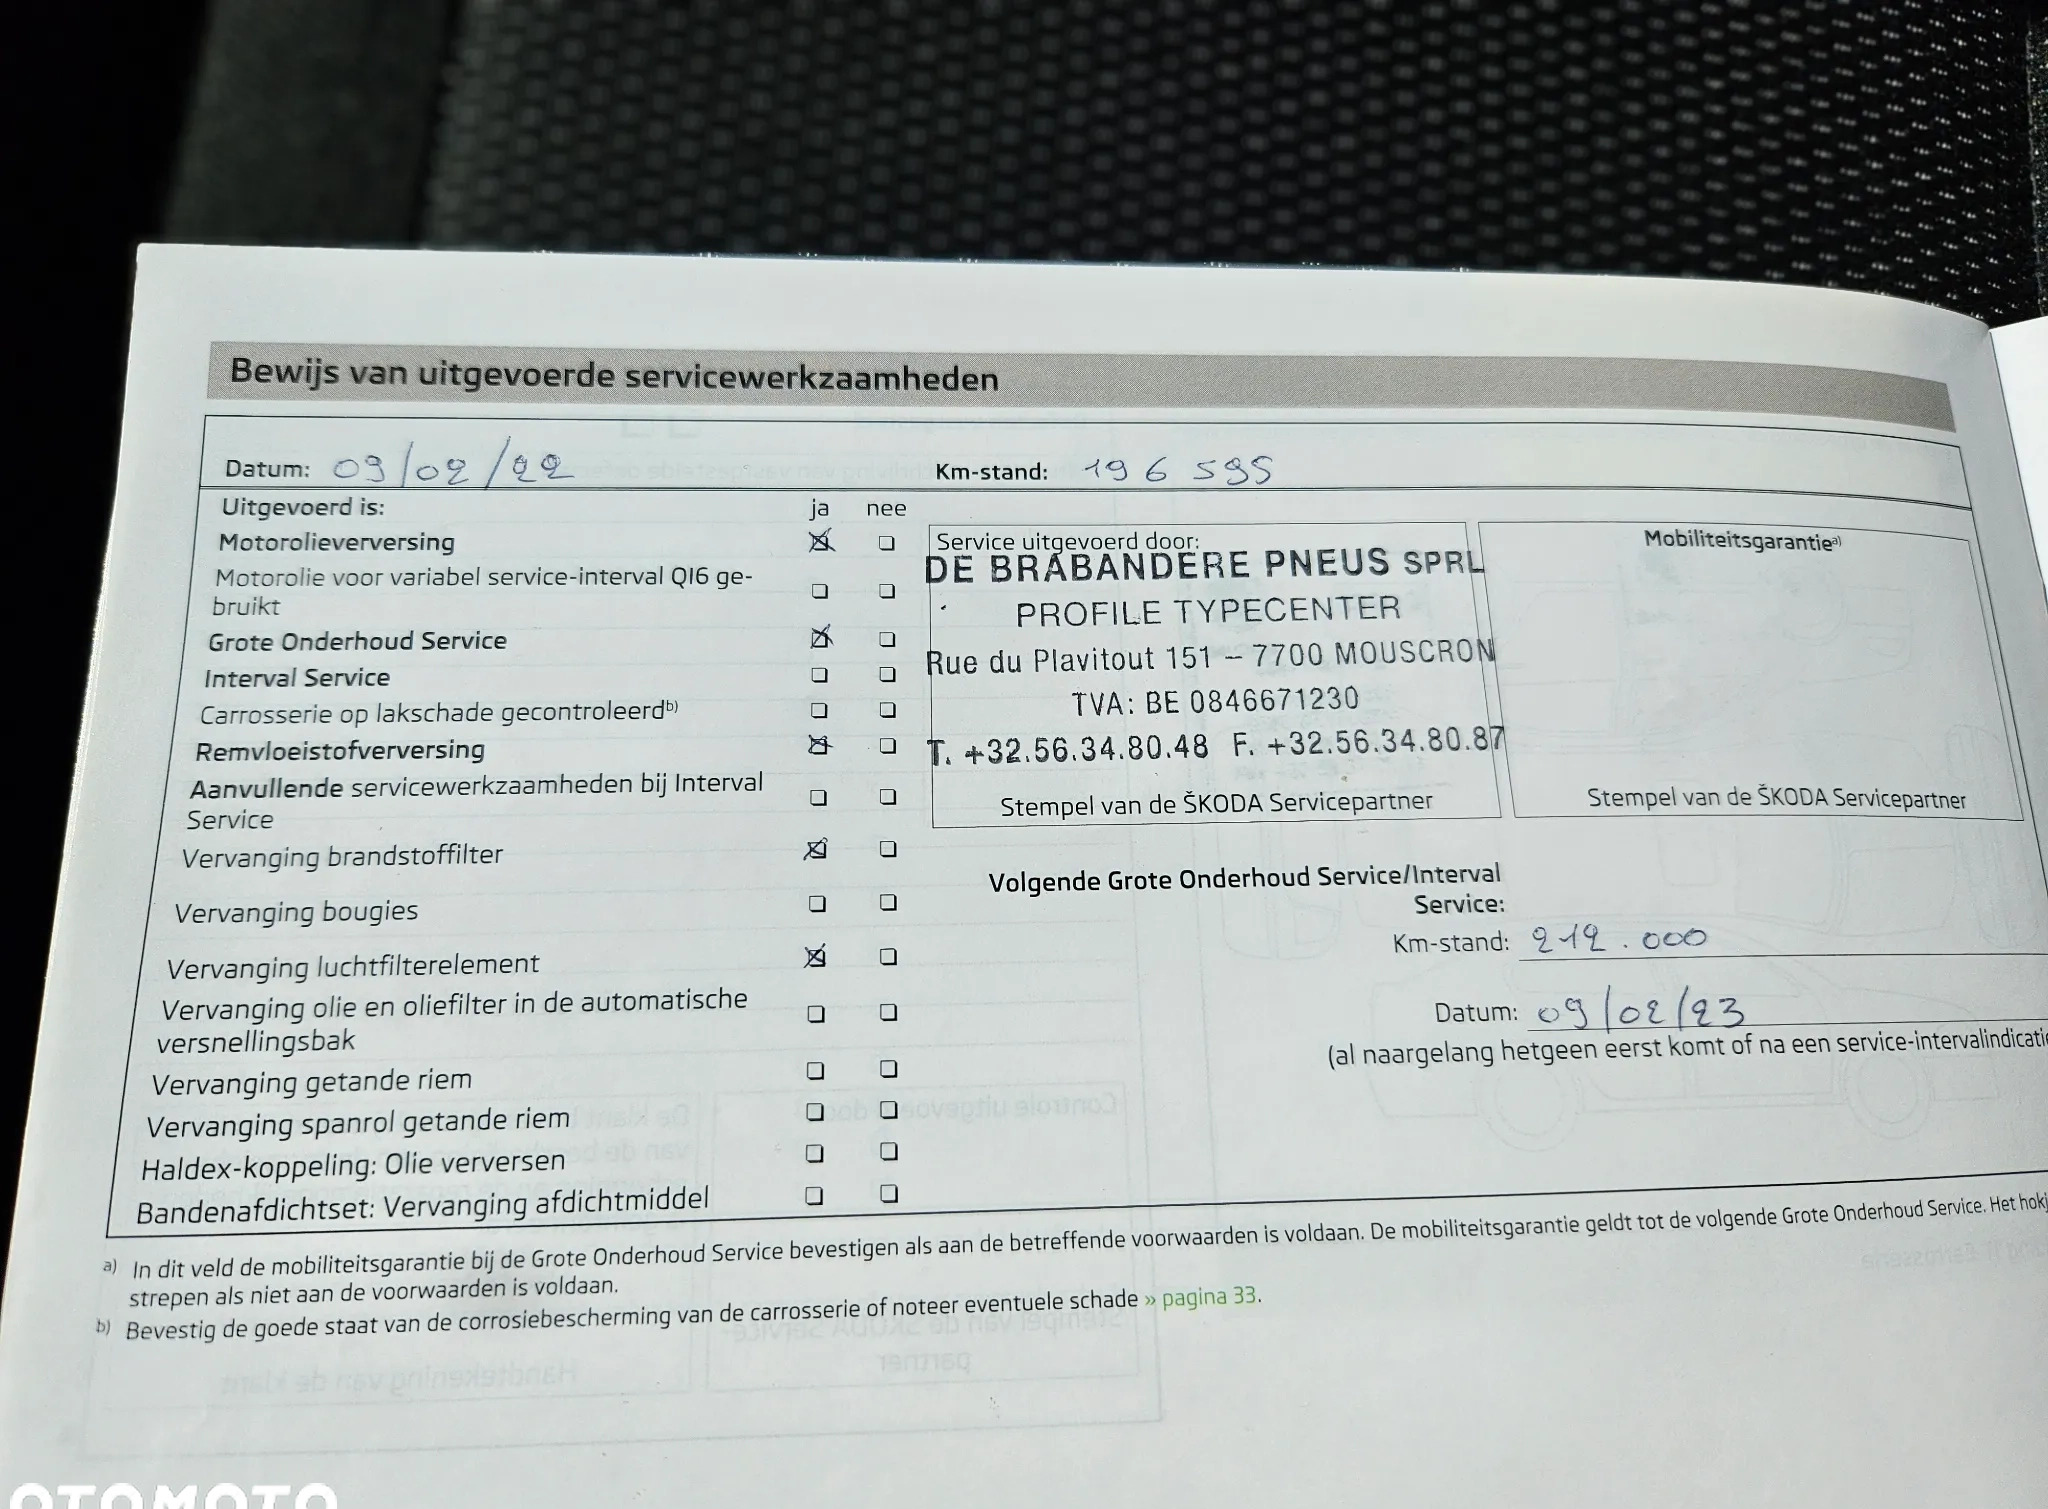 Bewijs van uitgevoerde servicewerkzaamheden
Datum: 09/02/22 Km-stand: 196 595
Uitgevoerd is: ja nee
Motorolieverversing
Motorolie voor variabel service-interval QI6 ge-
bruikt
Grote Onderhoud Service
Interval Service
Carrosserie op lakschade gecontroleerd b)
Remvloeistofverversing
Aanvullende servicewerkzaamheden bij Interval
Service
Vervanging brandstoffilter
Vervanging bougies
Vervanging luchtfilterelement
Vervanging olie en oliefilter in de automatische
versnellingsbak
Vervanging getande riem
Vervanging spanrol getande riem
Haldex-koppeling: Olie verversen
Bandenafdichtset: Vervanging afdichtmiddel
Service uitgevoerd door:
DE BRABANDERE PNEUS SPRL
PROFILE TYPECENTER
Rue du Plavitout 151 – 7700 MOUSCRON
TVA: BE 0846671230
T. +32.56.34.80.48 F. +32.56.34.80.87
Stempel van de ŠKODA Servicepartner
Mobiliteitsgarantie a)
Stempel van de ŠKODA Servicepartner
Volgende Grote Onderhoud Service/Interval
Service:
Km-stand: 212.000
Datum: 09/02/23
(al naargelang hetgeen eerst komt of na een service-intervalindicatie
a) In dit veld de mobiliteitsgarantie bij de Grote Onderhoud Service bevestigen als aan de betreffende voorwaarden is voldaan. De mobiliteitsgarantie geldt tot de volgende Grote Onderhoud Service. Het hokj
strepen als niet aan de voorwaarden is voldaan.
b) Bevestig de goede staat van de corrosiebescherming van de carrosserie of noteer eventuele schade » pagina 33.
OTOMOTO